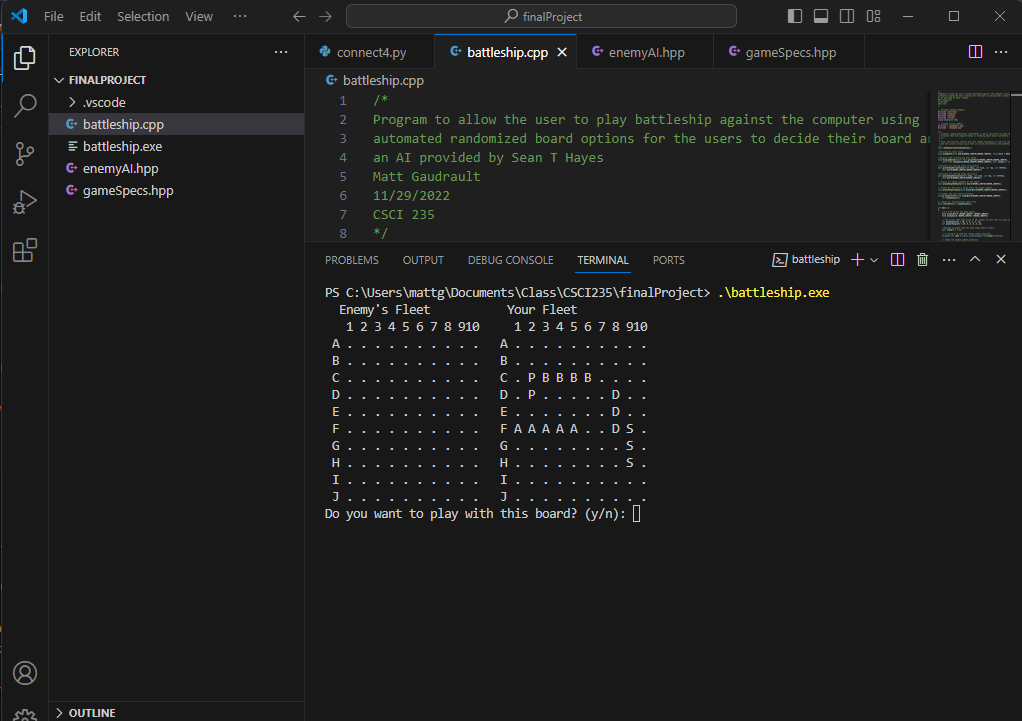 File Edit Selection View ··· finalProject
EXPLORER ···
FINALPROJECT
.vscode
battleship.cpp
battleship.exe
enemyAI.hpp
gameSpecs.hpp
OUTLINE
connect4.py battleship.cpp enemyAI.hpp gameSpecs.hpp
battleship.cpp
1 /*
2 Program to allow the user to play battleship against the computer using
3 automated randomized board options for the users to decide their board
4 an AI provided by Sean T Hayes
5 Matt Gaudrault
6 11/29/2022
7 CSCI 235
8 */
PROBLEMS OUTPUT DEBUG CONSOLE TERMINAL PORTS battleship
PS C:\Users\mattg\Documents\Class\CSCI235\finalProject> .\battleship.exe
Enemy's Fleet Your Fleet
1 2 3 4 5 6 7 8 910 1 2 3 4 5 6 7 8 910
A . . . . . . . . . . A . . . . . . . . . .
B . . . . . . . . . . B . . . . . . . . . .
C . . . . . . . . . . C . P B B B B . . . .
D . . . . . . . . . . D . P . . . . . D . .
E . . . . . . . . . . E . . . . . . . D . .
F . . . . . . . . . . F A A A A A . . D S .
G . . . . . . . . . . G . . . . . . . . S .
H . . . . . . . . . . H . . . . . . . . S .
I . . . . . . . . . . I . . . . . . . . . .
J . . . . . . . . . . J . . . . . . . . . .
Do you want to play with this board? (y/n):